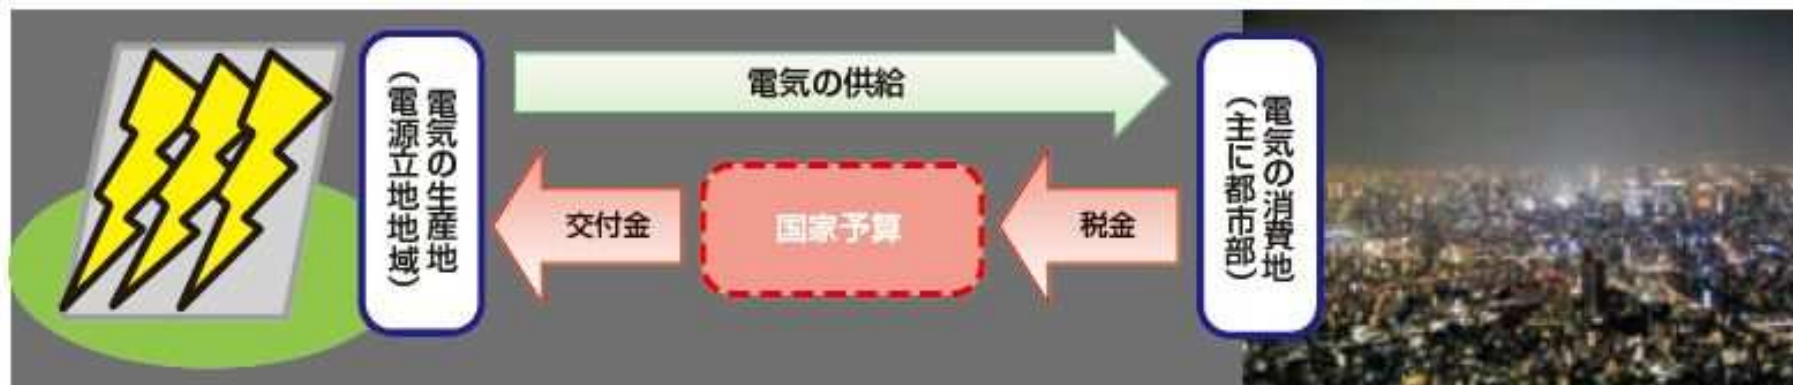 電気の生産地
(電源立地地域)
電気の供給
電気の消費地
(主に都市部)
交付金
国家予算
税金